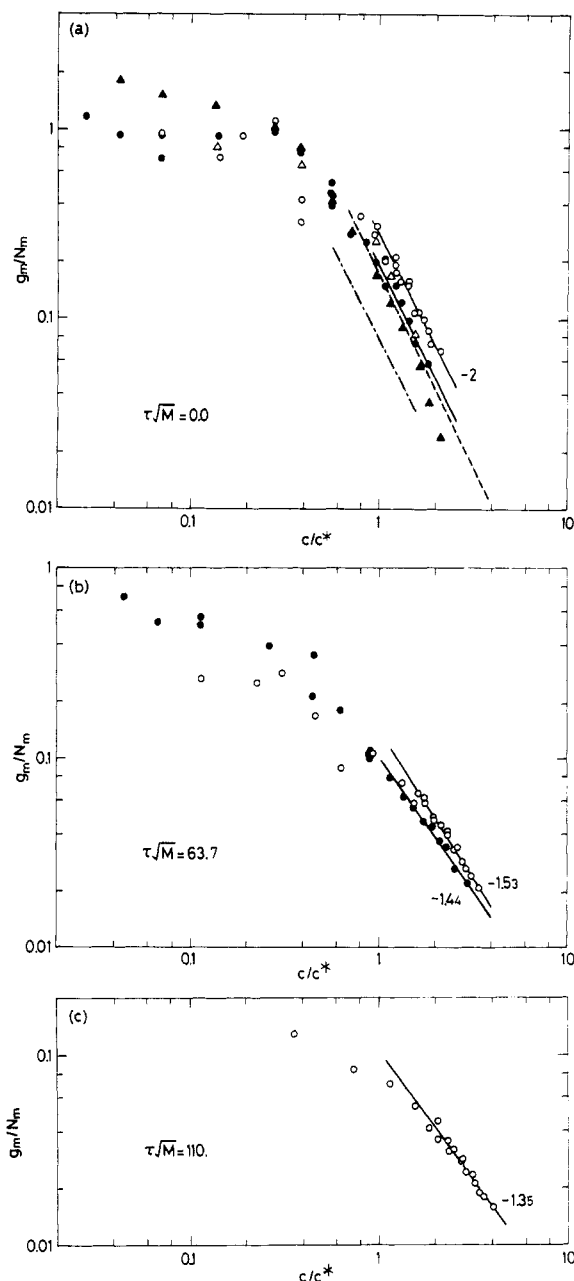 (a)
g_m/N_m
1
0.1
0.01
τ√M = 0.0
-2
0.1
1
10
c/c*
(b)
g_m/N_m
1
0.1
0.01
τ√M = 63.7
-1.53
-1.44
0.1
1
10
c/c*
(c)
g_m/N_m
0.1
0.01
τ√M = 110.
-1.35
0.1
1
10
c/c*